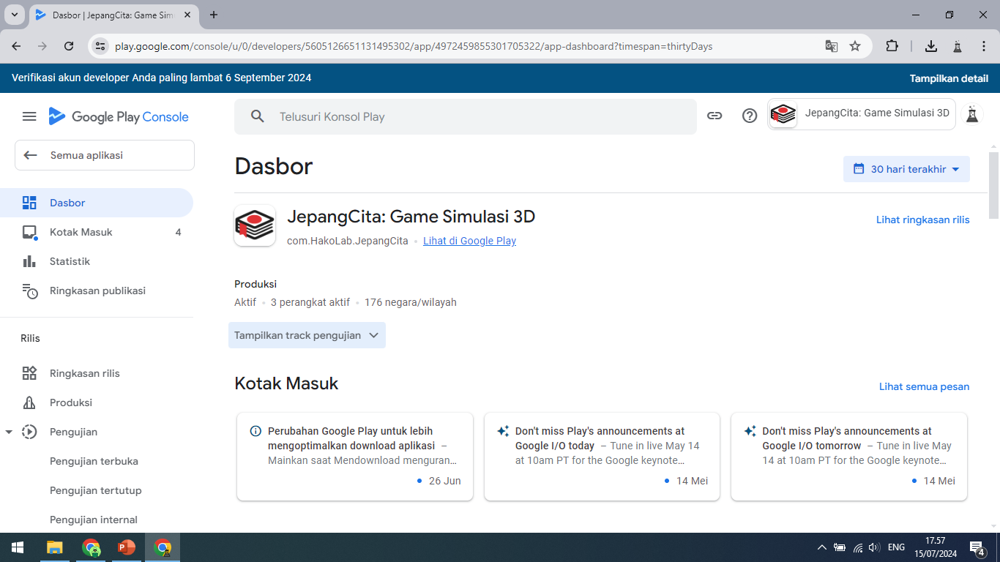 Dasbor | JepangCita: Game Sim
play.google.com/console/u/0/developers/5605126651131495302/app/4972459855301705322/app-dashboard?timespan=thirtyDays
Verifikasi akun developer Anda paling lambat 6 September 2024
Tampilkan detail
Google Play Console
Telusuri Konsol Play
JepangCita: Game Simulasi 3D
Semua aplikasi
Dasbor
Kotak Masuk 4
Statistik
Ringkasan publikasi
Rilis
Ringkasan rilis
Produksi
Pengujian
Pengujian terbuka
Pengujian tertutup
Pengujian internal
Dasbor
30 hari terakhir
JepangCita: Game Simulasi 3D
Lihat ringkasan rilis
com.HakoLab.JepangCita • Lihat di Google Play
Produksi
Aktif • 3 perangkat aktif • 176 negara/wilayah
Tampilkan track pengujian
Kotak Masuk
Lihat semua pesan
Perubahan Google Play untuk lebih
mengoptimalkan download aplikasi –
Mainkan saat Mendownload menguran...
26 Jun
Don't miss Play's announcements at
Google I/O today – Tune in live May 14
at 10am PT for the Google keynote...
14 Mei
Don't miss Play's announcements at
Google I/O tomorrow – Tune in live May
14 at 10am PT for the Google keynote...
14 Mei
ENG
17.57
15/07/2024
4